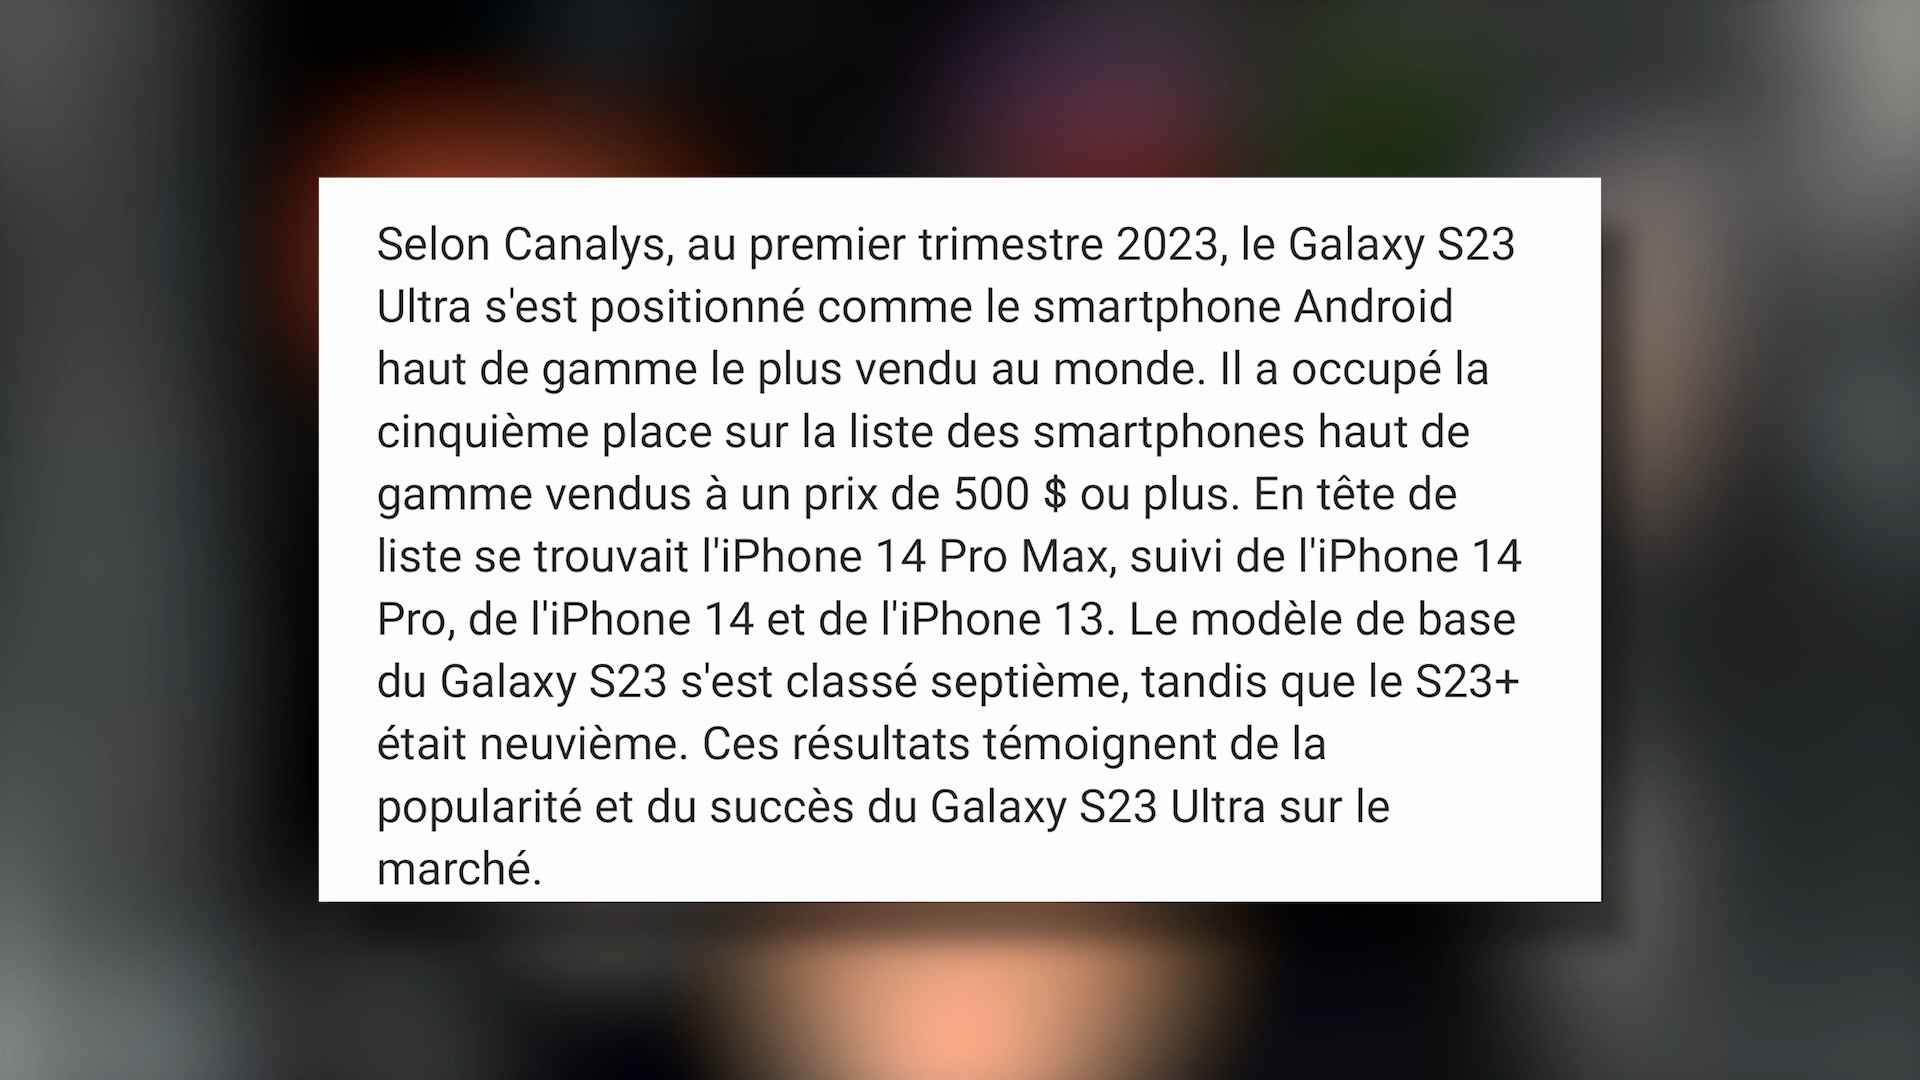 Selon Canalys, au premier trimestre 2023, le Galaxy S23
Ultra s'est positionné comme le smartphone Android
haut de gamme le plus vendu au monde. Il a occupé la
cinquième place sur la liste des smartphones haut de
gamme vendus à un prix de 500 $ ou plus. En tête de
liste se trouvait l'iPhone 14 Pro Max, suivi de l'iPhone 14
Pro, de l'iPhone 14 et de l'iPhone 13. Le modèle de base
du Galaxy S23 s'est classé septième, tandis que le S23+
était neuvième. Ces résultats témoignent de la
popularité et du succès du Galaxy S23 Ultra sur le
marché.